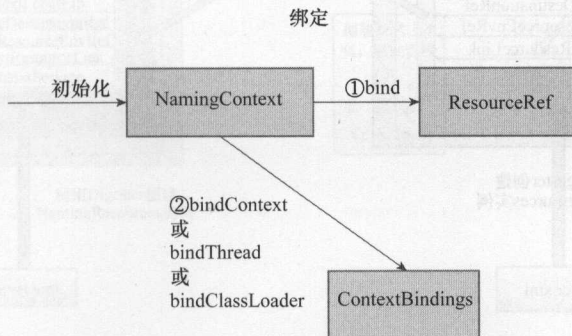 绑定
初始化
NamingContext
①bind
ResourceRef
②bindContext
或
bindThread
或
bindClassLoader
ContextBindings